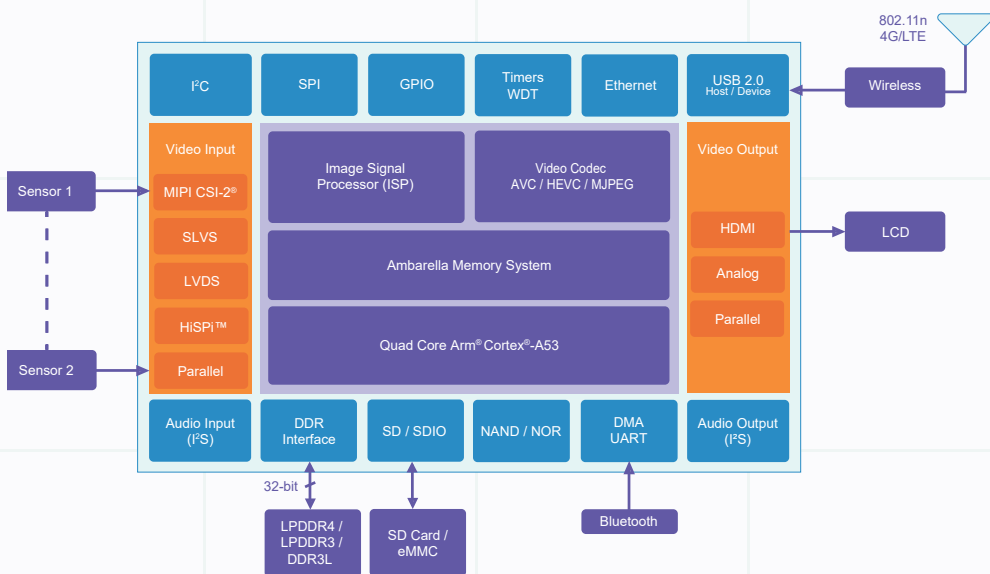 802.11n
4G/LTE
I²C
SPI
GPIO
Timers
WDT
Ethernet
USB 2.0
Host / Device
Wireless
Video Input
MIPI CSI-2®
SLVS
LVDS
HiSPi™
Parallel
Image Signal
Processor (ISP)
Video Codec
AVC / HEVC / MJPEG
Ambarella Memory System
Quad Core Arm® Cortex®-A53
Video Output
HDMI
Analog
Parallel
Sensor 1
Sensor 2
LCD
Audio Input
(I²S)
DDR
Interface
SD / SDIO
NAND / NOR
DMA
UART
Audio Output
(I²S)
32-bit
LPDDR4 /
LPDDR3 /
DDR3L
SD Card /
eMMC
Bluetooth